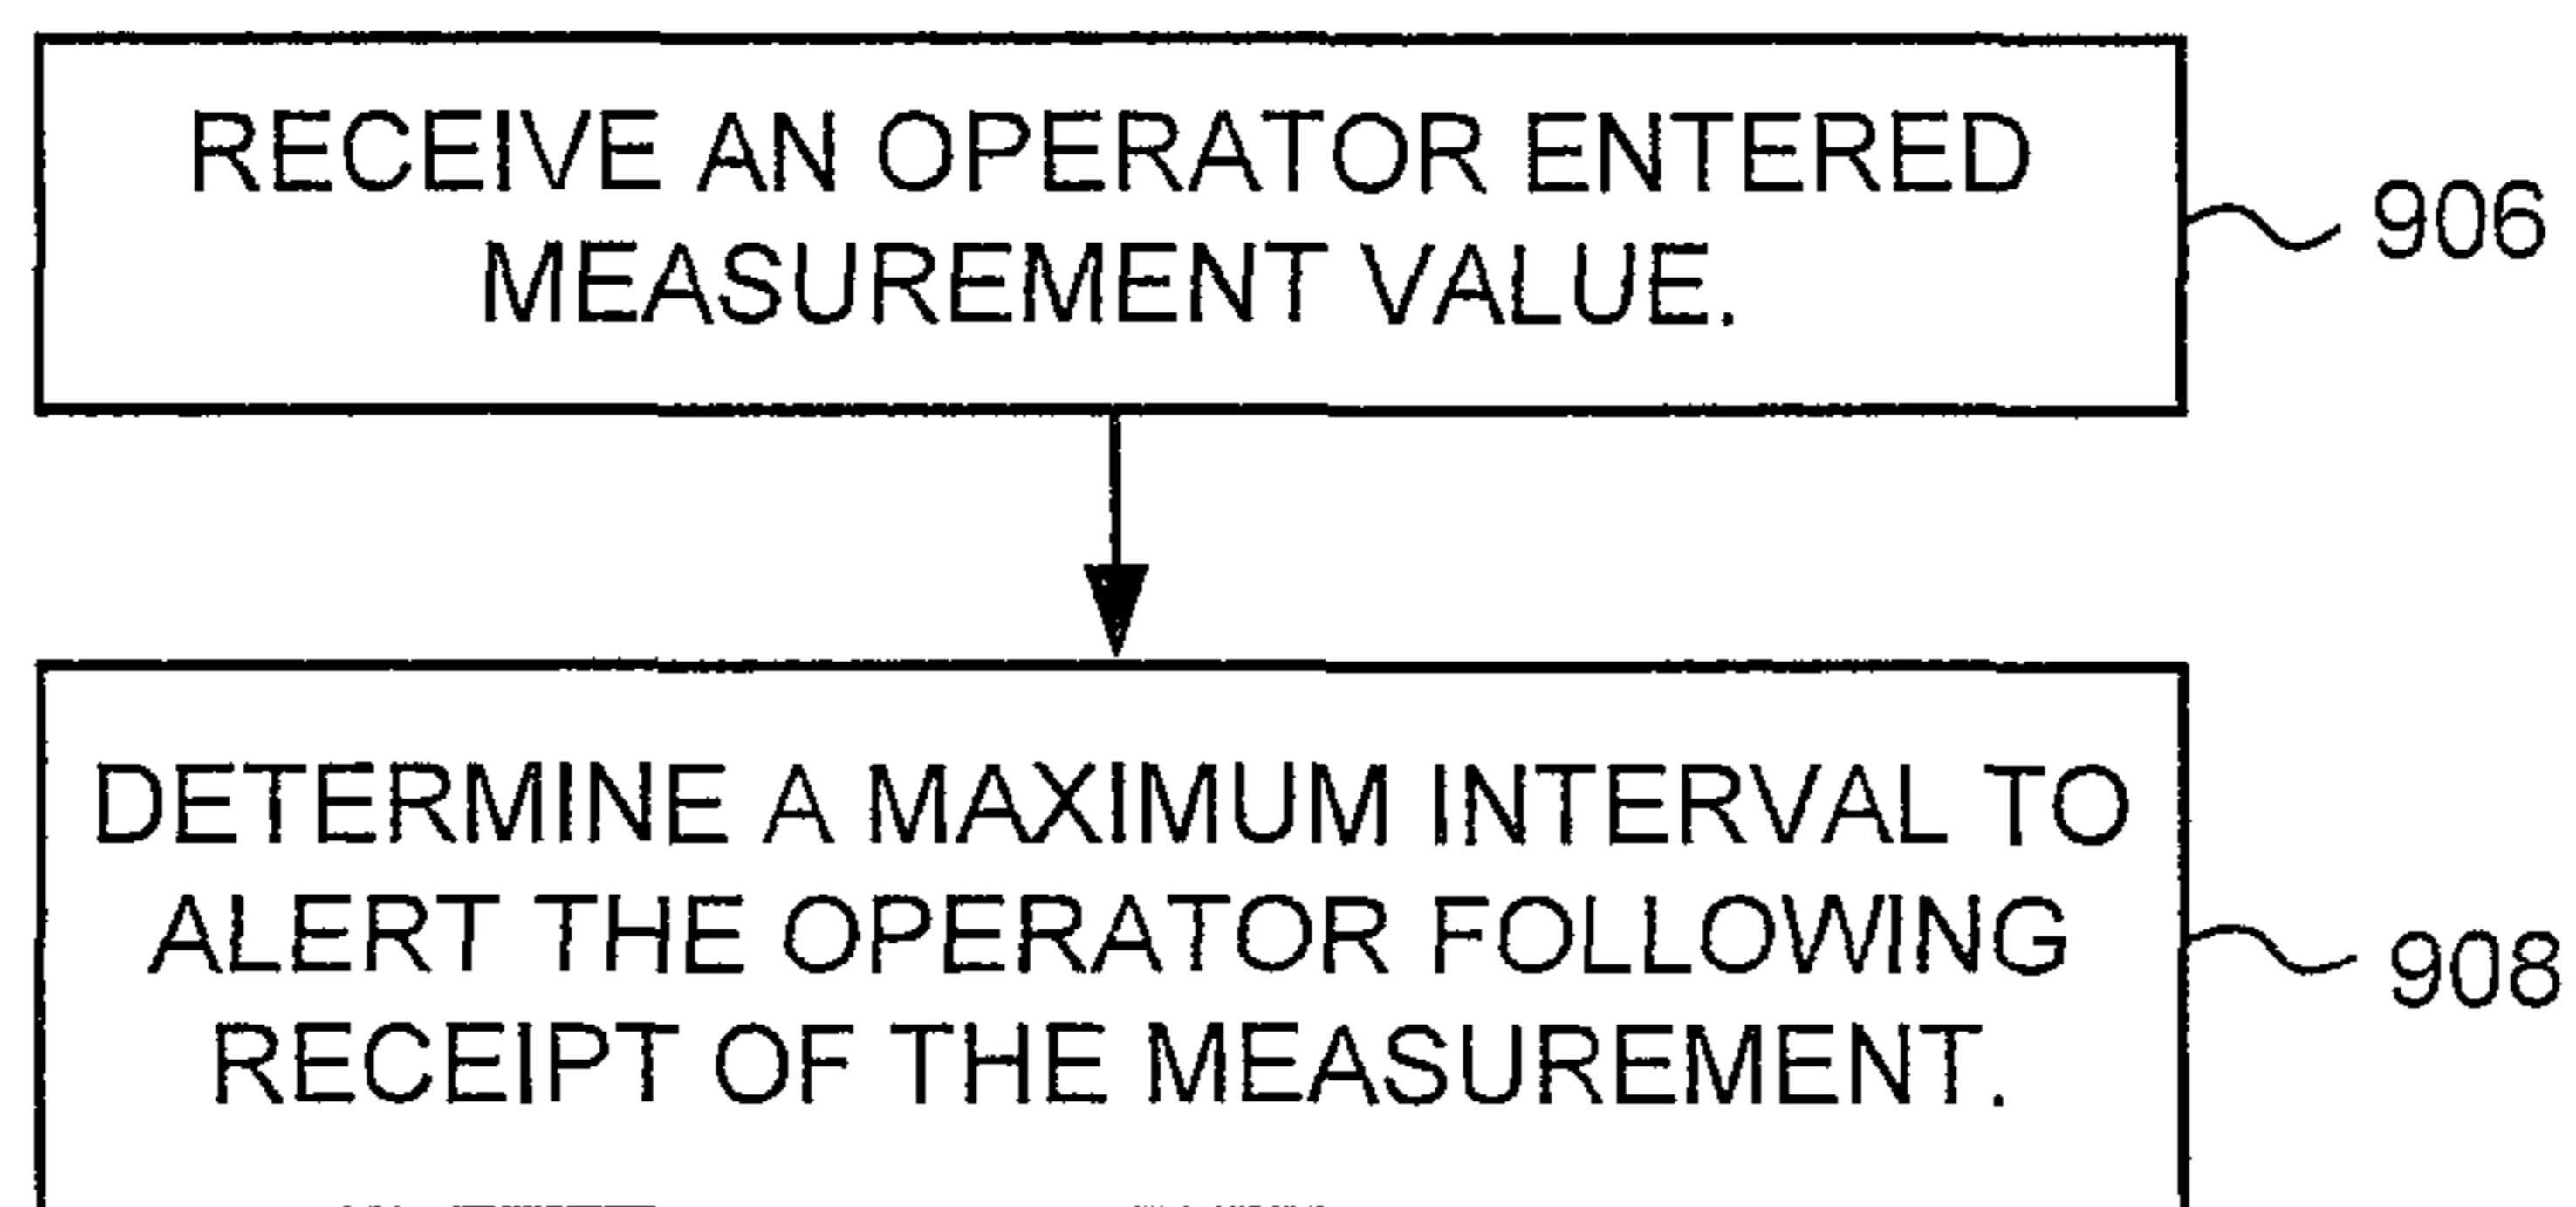 RECEIVE AN OPERATOR ENTERED
MEASUREMENT VALUE.
906
DETERMINE A MAXIMUM INTERVAL TO
ALERT THE OPERATOR FOLLOWING
RECEIPT OF THE MEASUREMENT.
908